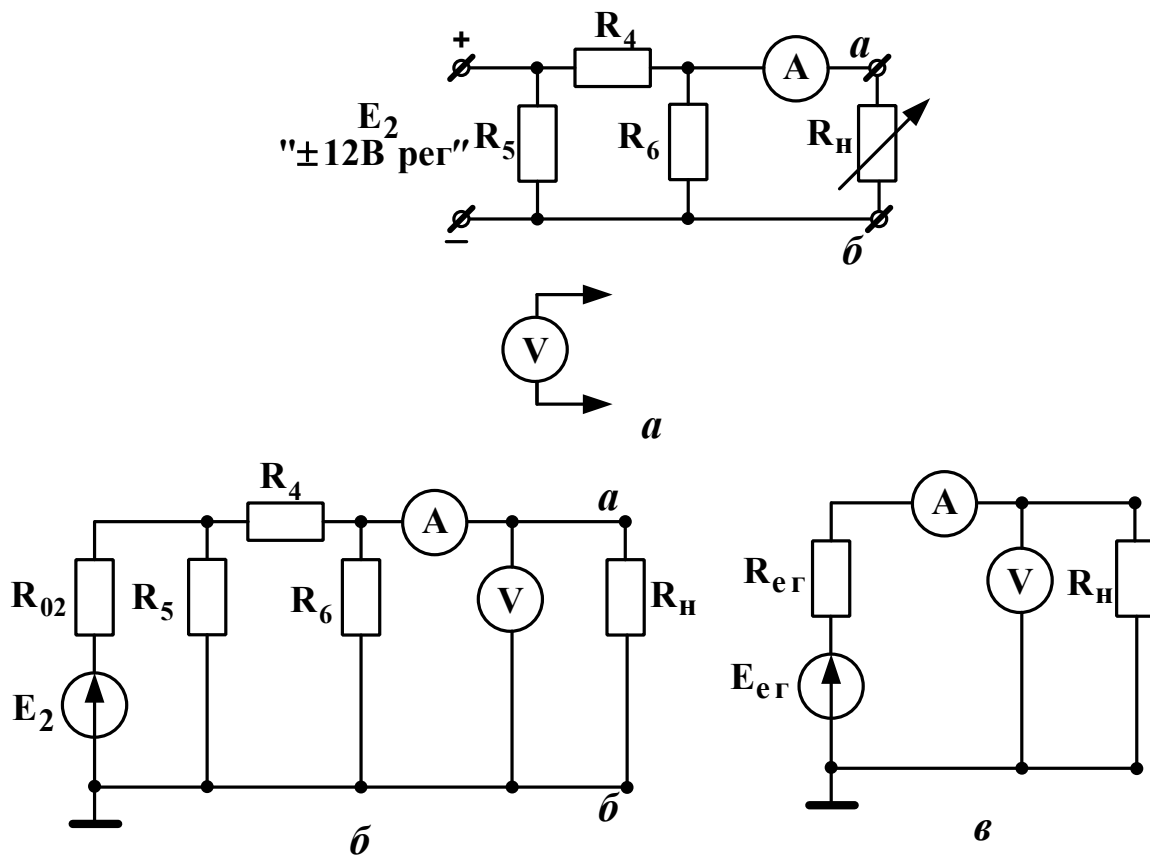 R₄
+
A
а
E₂
"±12В рег"
R₅
R₆
Rн
–
б
V
а
R₄
A
а
R₀₂
R₅
R₆
V
Rн
E₂
б
б
A
Rег
V
Rн
Eег
в